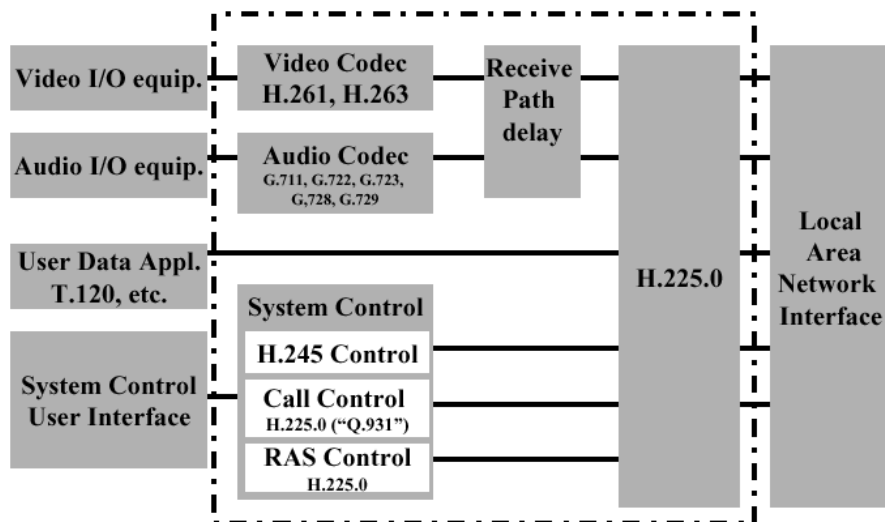 Video I/O equip.
Video Codec
H.261, H.263
Receive
Path
delay
Audio I/O equip.
Audio Codec
G.711, G.722, G.723,
G,728, G.729
User Data Appl.
T.120, etc.
System Control
User Interface
System Control
H.245 Control
Call Control
H.225.0 (“Q.931”)
RAS Control
H.225.0
H.225.0
Local
Area
Network
Interface